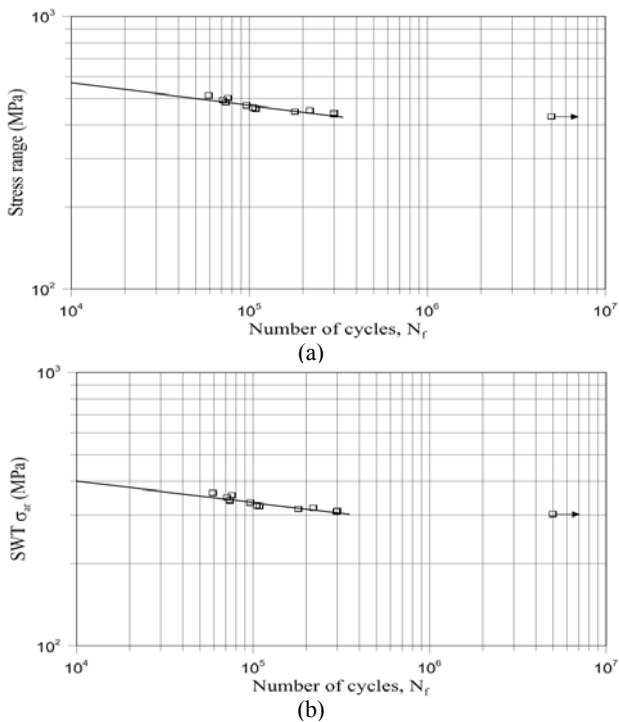 10³
Stress range (MPa)
10²
10⁴ 10⁵ 10⁶ 10⁷
Number of cycles, N_f
(a)
10³
SWT σ_ar (MPa)
10²
10⁴ 10⁵ 10⁶ 10⁷
Number of cycles, N_f
(b)